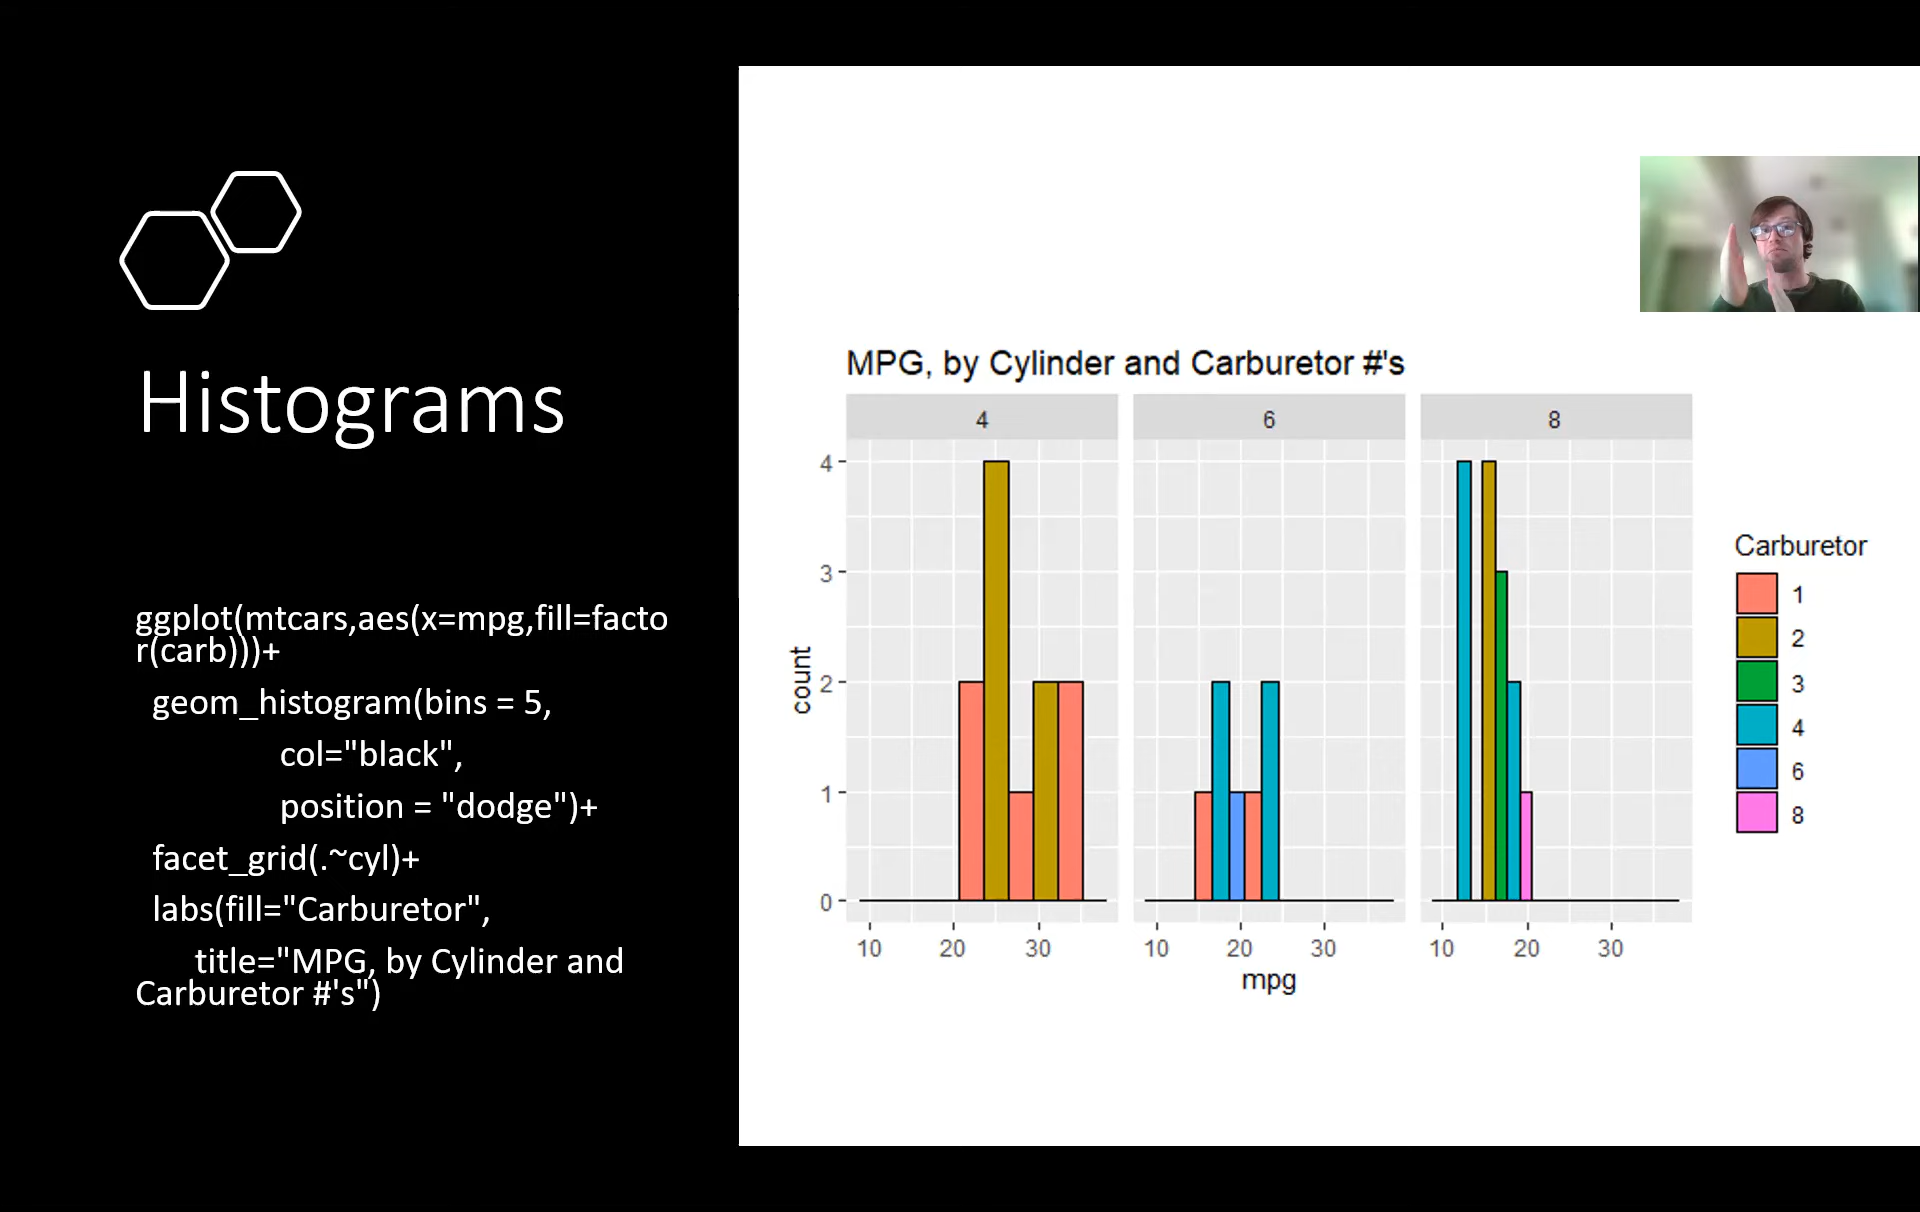 Histograms
ggplot(mtcars,aes(x=mpg,fill=facto
r(carb)))+
geom_histogram(bins = 5,
col="black",
position = "dodge")+
facet_grid(.~cyl)+
labs(fill="Carburetor",
title="MPG, by Cylinder and
Carburetor #'s")
MPG, by Cylinder and Carburetor #'s
4 6 8
4
3
2
1
0
count
10 20 30 10 20 30 10 20 30
mpg
Carburetor
1
2
3
4
6
8